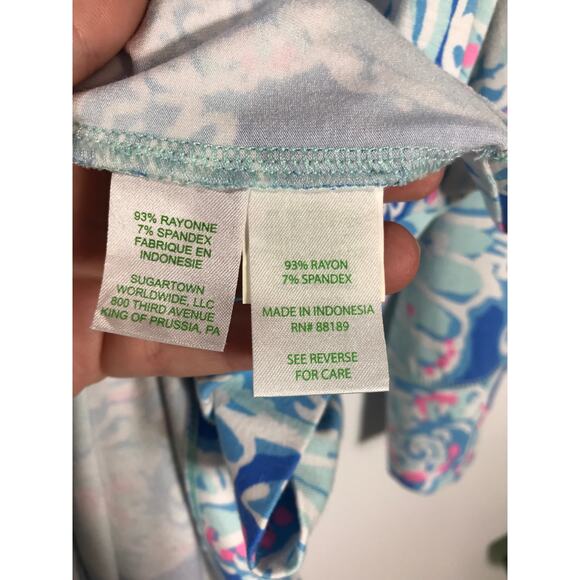 93% RAYONNE
7% SPANDEX
FABRIQUE EN
INDONESIE
SUGARTOWN
WORLDWIDE, LLC
800 THIRD AVENUE
KING OF PRUSSIA, PA
93% RAYON
7% SPANDEX
MADE IN INDONESIA
RN# 88189
SEE REVERSE
FOR CARE